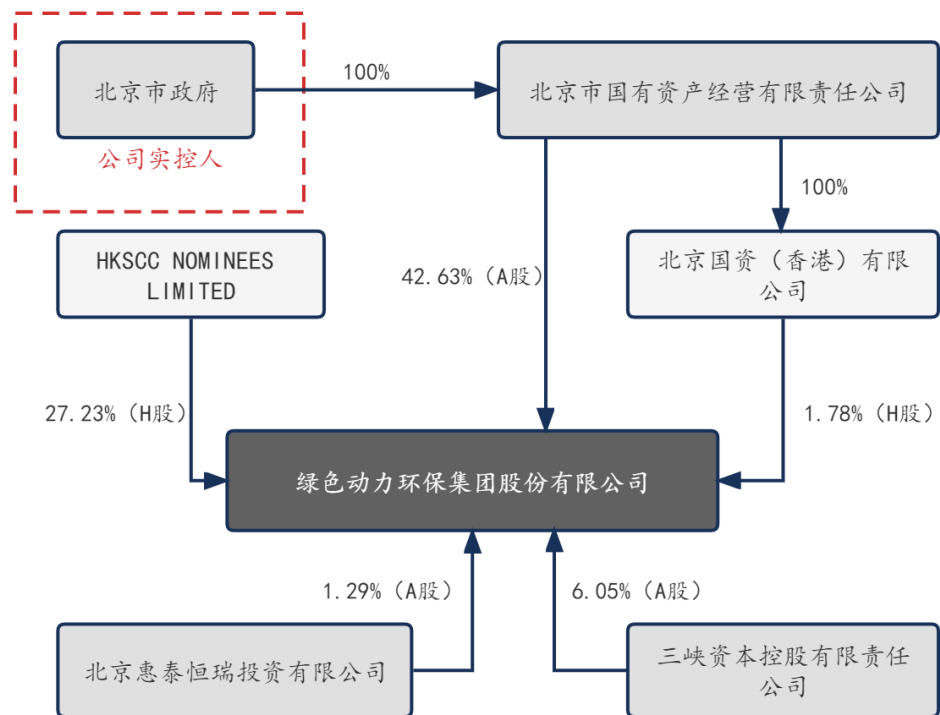 北京市政府
公司实控人
100%
北京市国有资产经营有限责任公司
100%
HKSCC NOMINEES
LIMITED
42.63%（A股）
北京国资（香港）有限
公司
27.23%（H股）
1.78%（H股）
绿色动力环保集团股份有限公司
1.29%（A股）
6.05%（A股）
北京惠泰恒瑞投资有限公司
三峡资本控股有限责任
公司